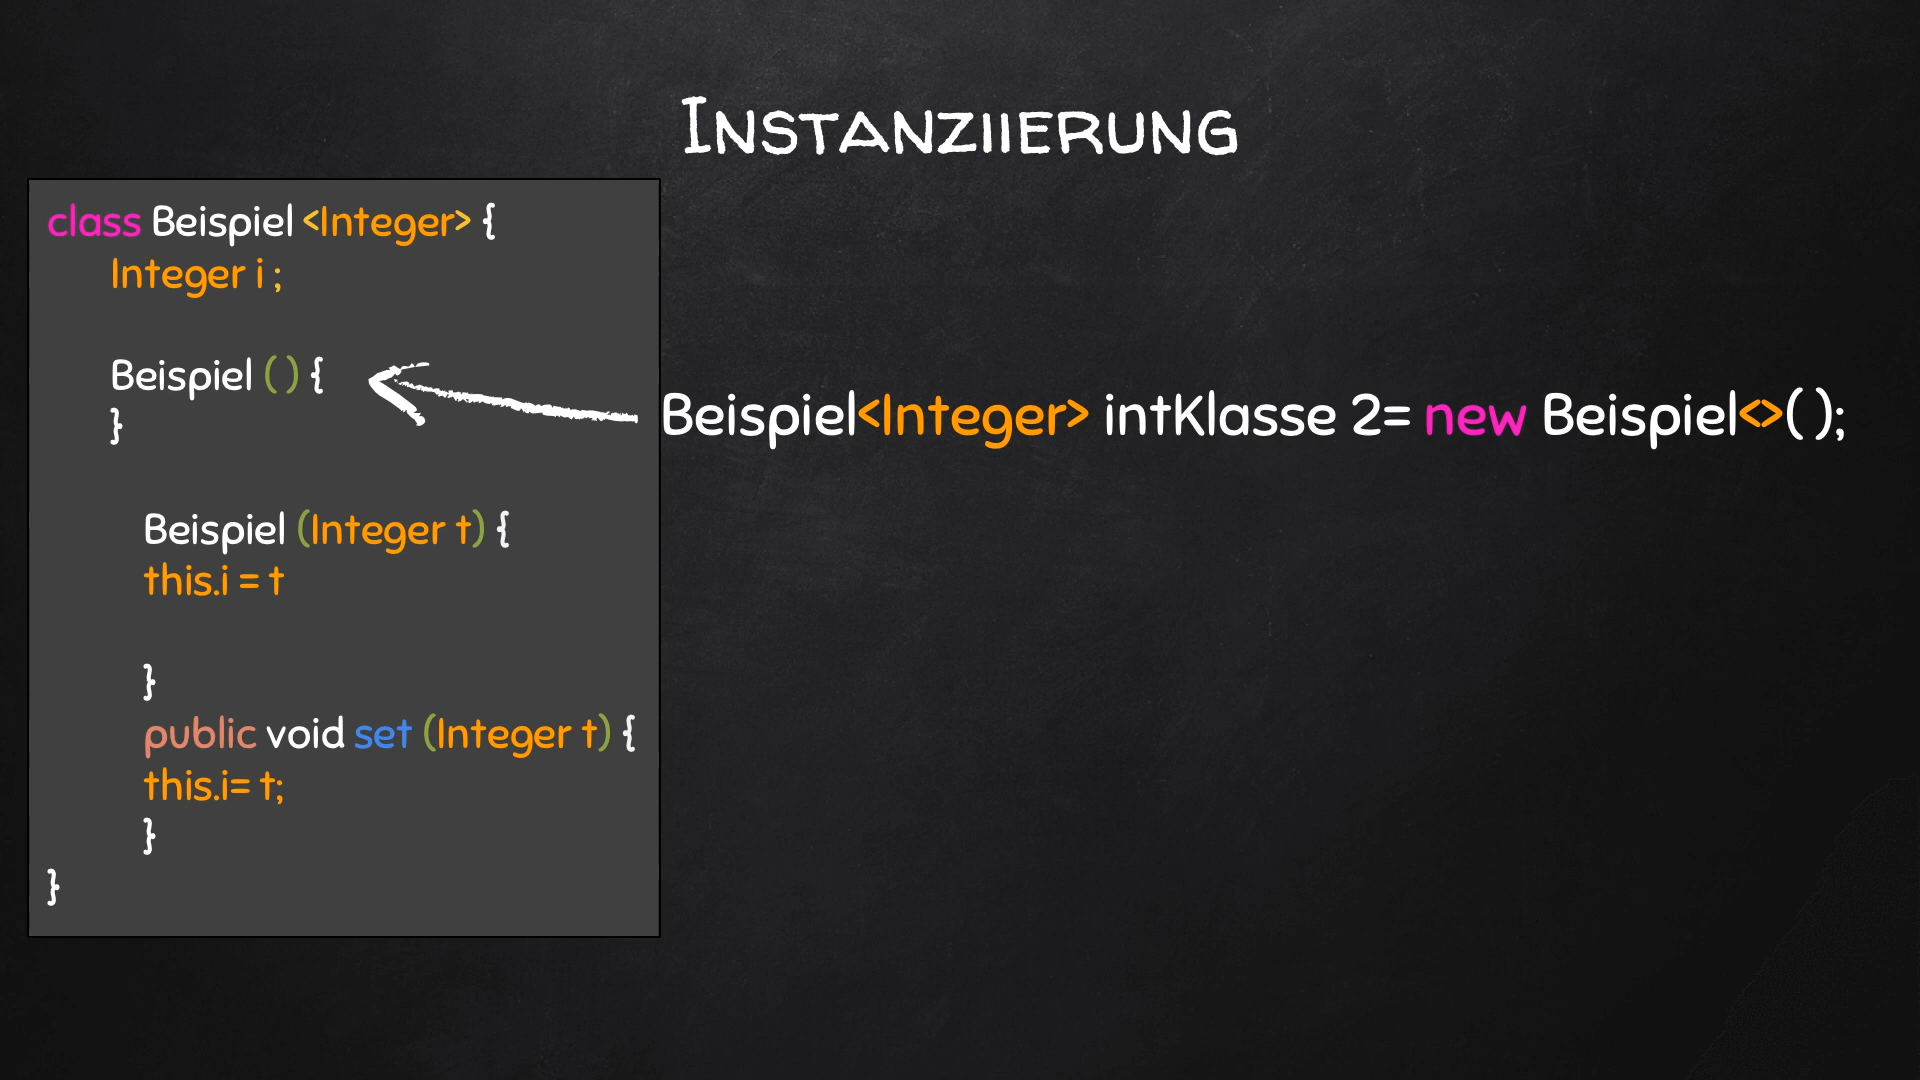 Instanziierung
class Beispiel <Integer> {
Integer i ;
Beispiel ( ) {
}
Beispiel<Integer> intKlasse 2= new Beispiel<>( );
Beispiel (Integer t) {
this.i = t
}
public void set (Integer t) {
this.i= t;
}
}